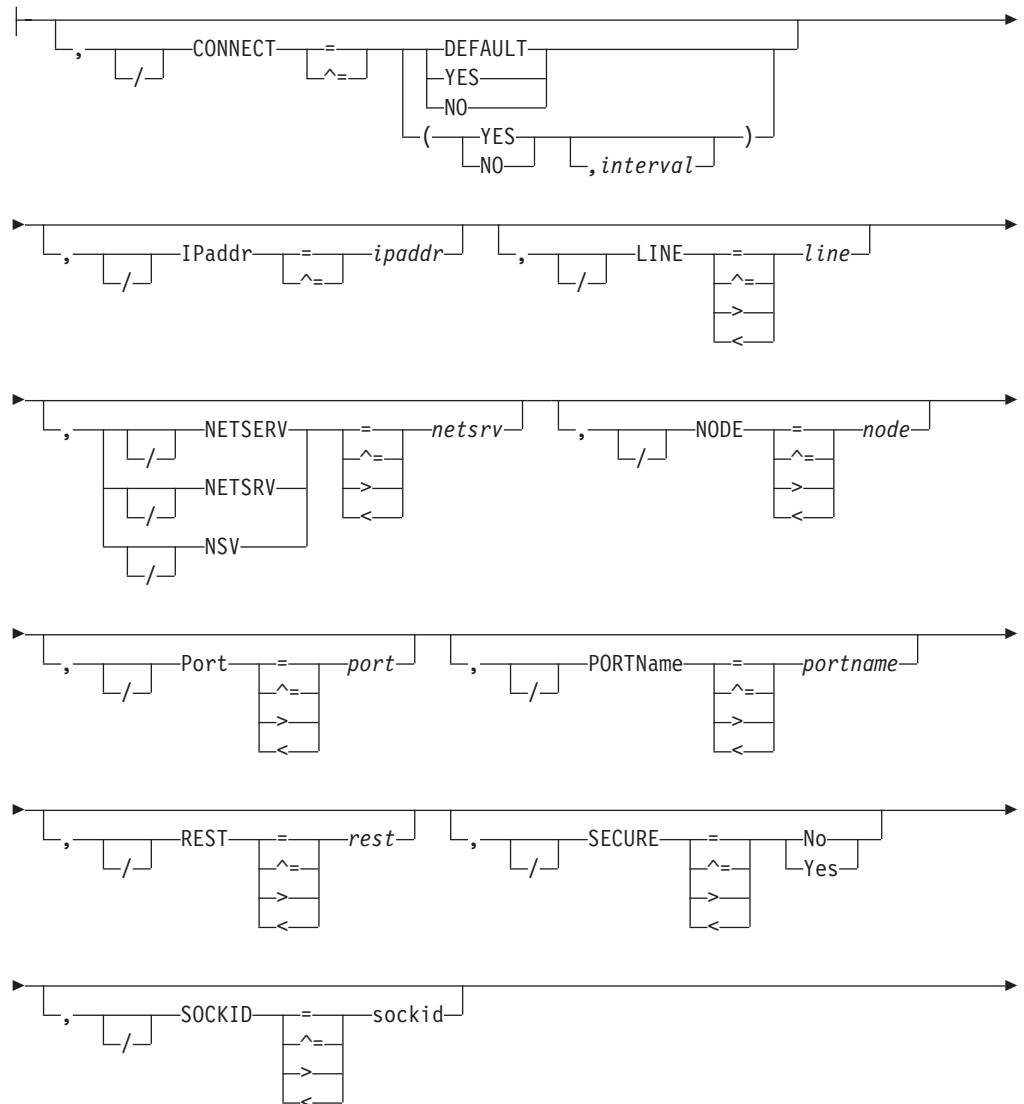 , / CONNECT = DEFAULT
^= YES
NO
( YES )
NO ,interval
, / IPaddr = ipaddr , / LINE = line
^= ^=
>
<
, / NETSERV = netsrv , / NODE = node
^= ^=
/ NETSRV > >
< <
/ NSV
, / Port = port , / PORTName = portname
^= ^=
> >
< <
, / REST = rest , / SECURE = No
^= ^= Yes
> >
< <
, / SOCKID = sockid
^=
>
<